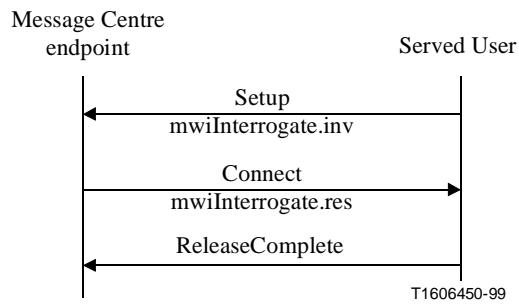 Message Centre
endpoint
Served User
Setup
mwiInterrogate.inv
Connect
mwiInterrogate.res
ReleaseComplete
T1606450-99